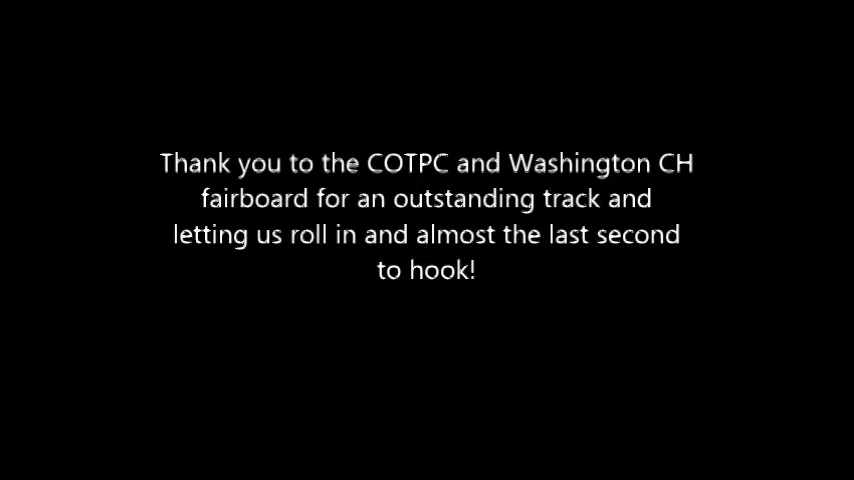 Thank you to the COTPC and Washington CH
fairboard for an outstanding track and
letting us roll in and almost the last second
to hook!